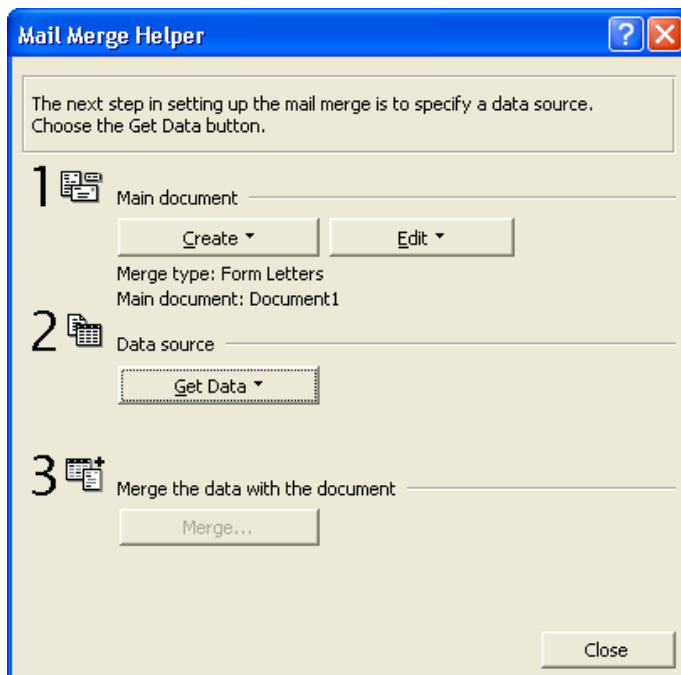 Mail Merge Helper
The next step in setting up the mail merge is to specify a data source.
Choose the Get Data button.
1 Main document
Create Edit
Merge type: Form Letters
Main document: Document1
2 Data source
Get Data
3 Merge the data with the document
Merge...
Close